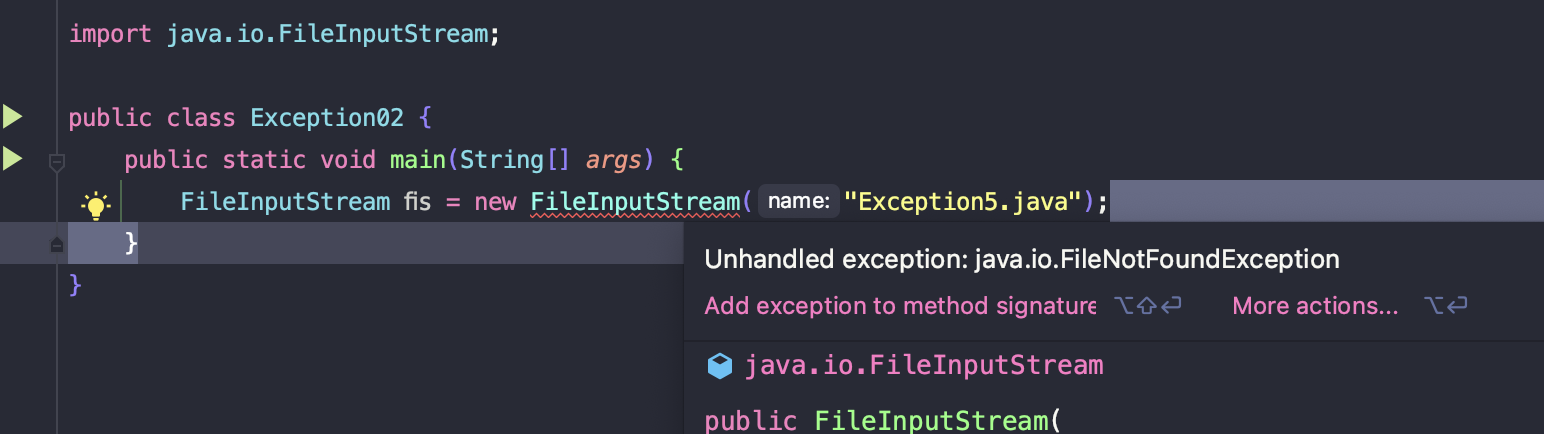 import java.io.FileInputStream;
public class Exception02 {
public static void main(String[] args) {
FileInputStream fis = new FileInputStream( name: "Exception5.java");
}
}
Unhandled exception: java.io.FileNotFoundException
Add exception to method signature ⌥⇧⏎ More actions... ⌥⏎
java.io.FileInputStream
public FileInputStream(